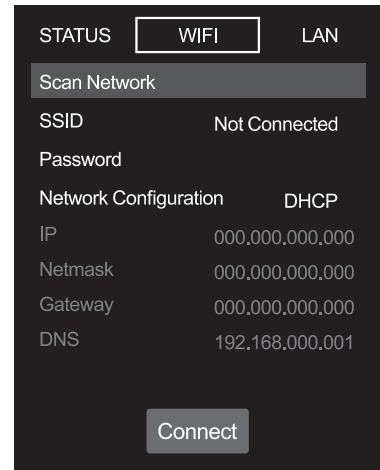 STATUS WIFI LAN
Scan Network
SSID Not Connected
Password
Network Configuration DHCP
IP 000.000.000.000
Netmask 000.000.000.000
Gateway 000.000.000.000
DNS 192.168.000.001
Connect